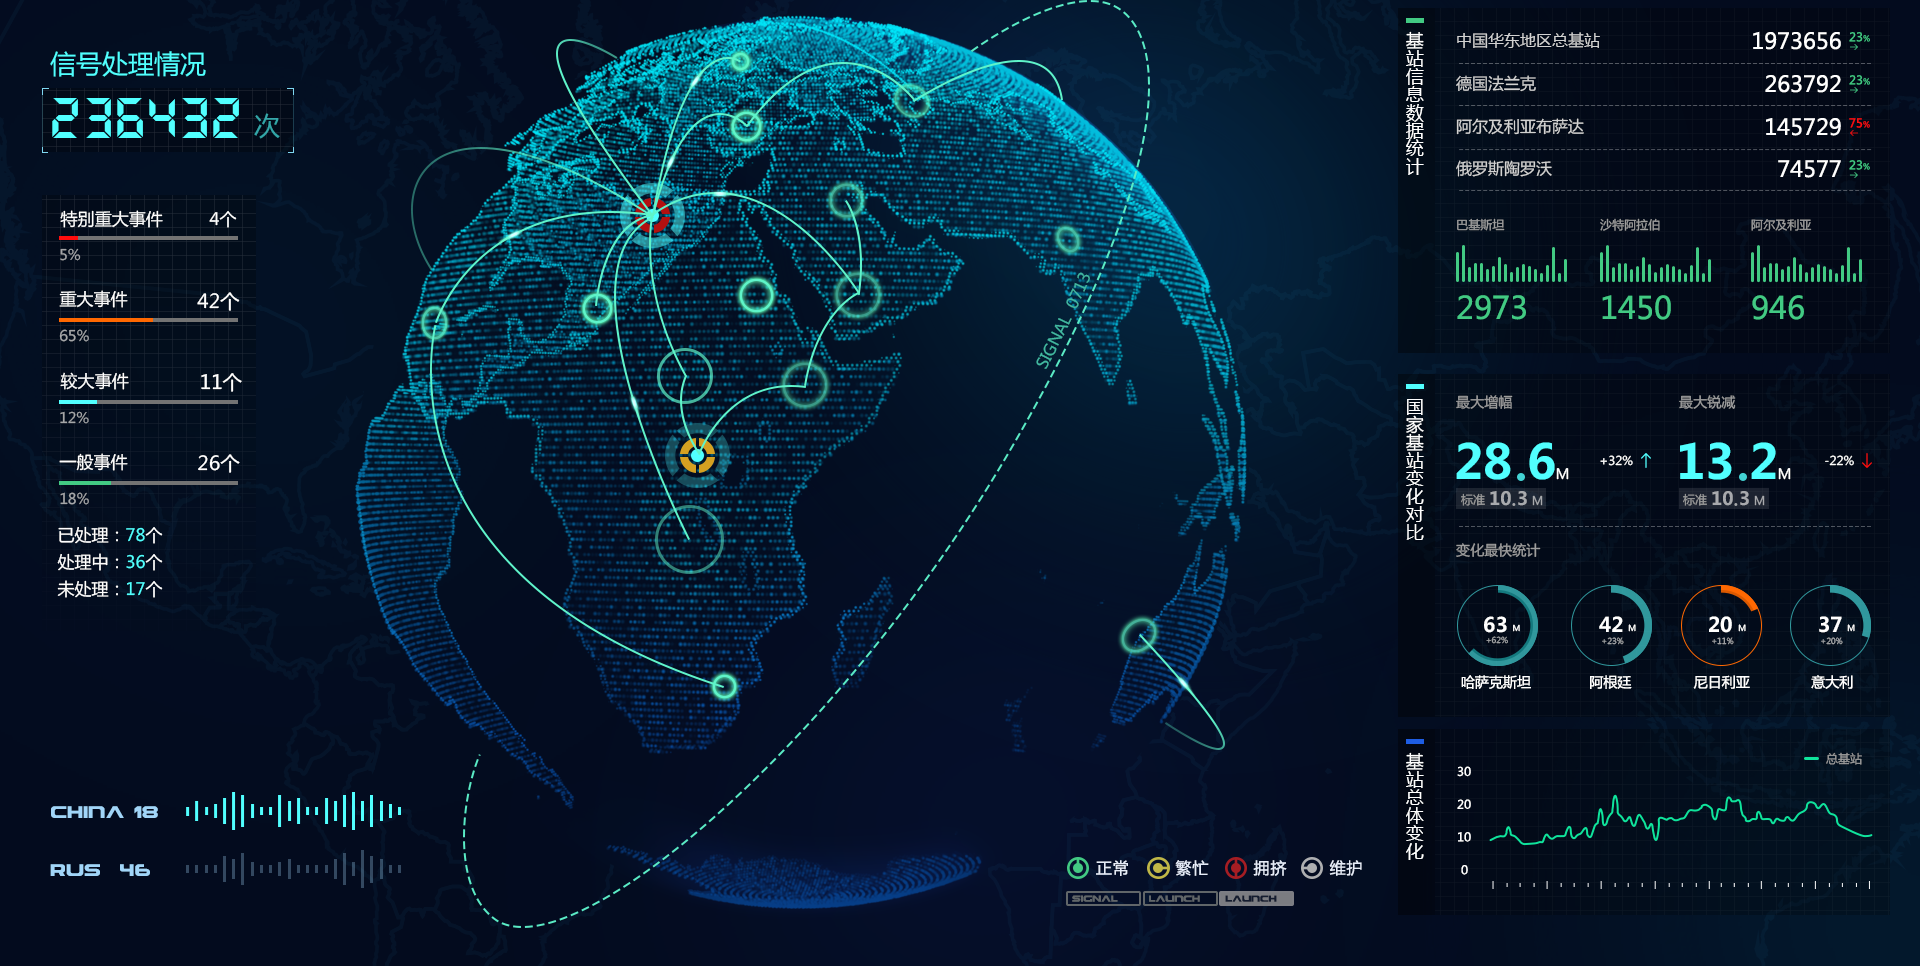 信号处理情况
236432 次
特别重大事件 4个
5%
重大事件 42个
65%
较大事件 11个
12%
一般事件 26个
18%
已处理：78个
处理中：36个
未处理：17个
CHINA 18
RUS 46
SIGNAL 0713
正常 繁忙 拥挤 维护
SIGNAL LAUNCH LAUNCH
基站信息数据统计
中国华东地区总基站 1973656 23% →
德国法兰克 263792 23% →
阿尔及利亚布萨达 145729 75% ←
俄罗斯陶罗沃 74577 23% →
巴基斯坦 沙特阿拉伯 阿尔及利亚
2973 1450 946
国家基站变化对比
最大增幅 最大锐减
28.6M +32% ↑ 13.2M -22% ↓
标准 10.3 M 标准 10.3 M
变化最快统计
63 M 42 M 20 M 37 M
+62% +23% +11% +20%
哈萨克斯坦 阿根廷 尼日利亚 意大利
基站总体变化
总基站
30
20
10
0